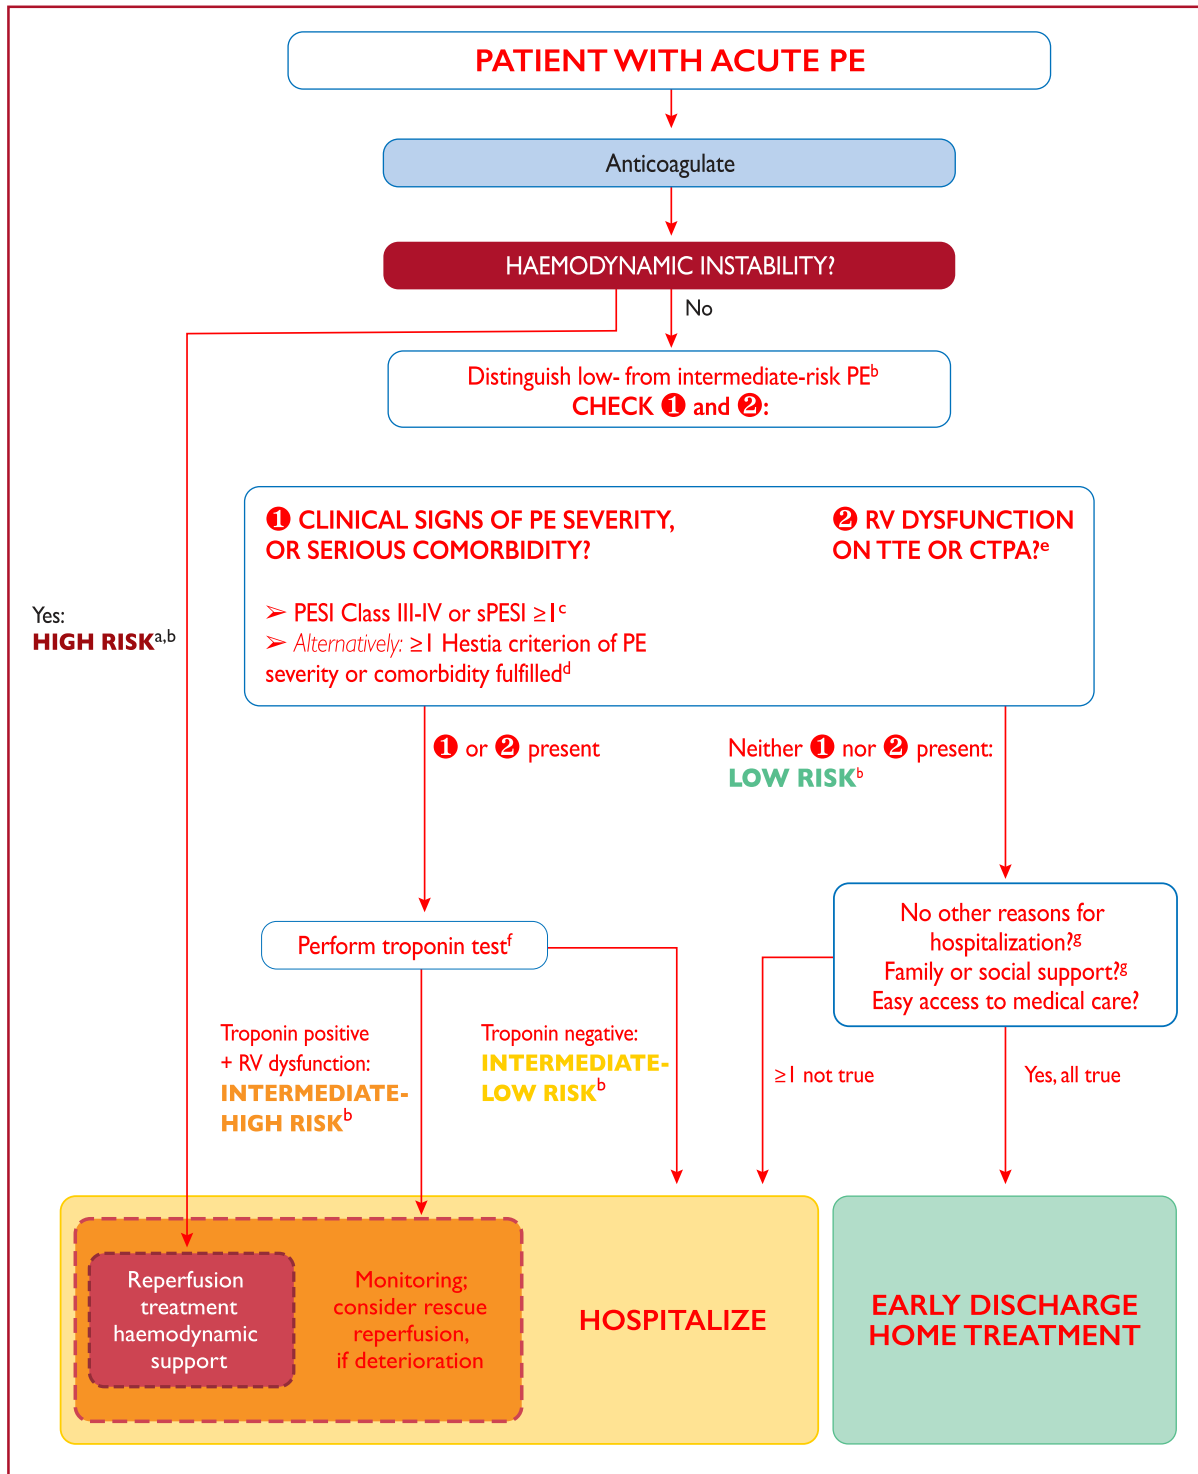 PATIENT WITH ACUTE PE
Anticoagulate
HAEMODYNAMIC INSTABILITY?
No
Distinguish low- from intermediate-risk PEᵇ
CHECK ❶ and ❷:
❶ CLINICAL SIGNS OF PE SEVERITY,
OR SERIOUS COMORBIDITY?
➢ PESI Class III-IV or sPESI ≥1ᶜ
➢ Alternatively: ≥1 Hestia criterion of PE
severity or comorbidity fulfilledᵈ
❷ RV DYSFUNCTION
ON TTE OR CTPA?ᵉ
Yes:
HIGH RISKᵃ,ᵇ
❶ or ❷ present
Neither ❶ nor ❷ present:
LOW RISKᵇ
Perform troponin testᶠ
No other reasons for
hospitalization?ᵍ
Family or social support?ᵍ
Easy access to medical care?
Troponin positive
+ RV dysfunction:
INTERMEDIATE-
HIGH RISKᵇ
Troponin negative:
INTERMEDIATE-
LOW RISKᵇ
≥1 not true
Yes, all true
Reperfusion
treatment
haemodynamic
support
Monitoring;
consider rescue
reperfusion,
if deterioration
HOSPITALIZE
EARLY DISCHARGE
HOME TREATMENT